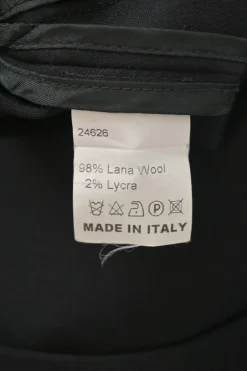 24626
98% Lana Wool
2% Lycra
MADE IN ITALY